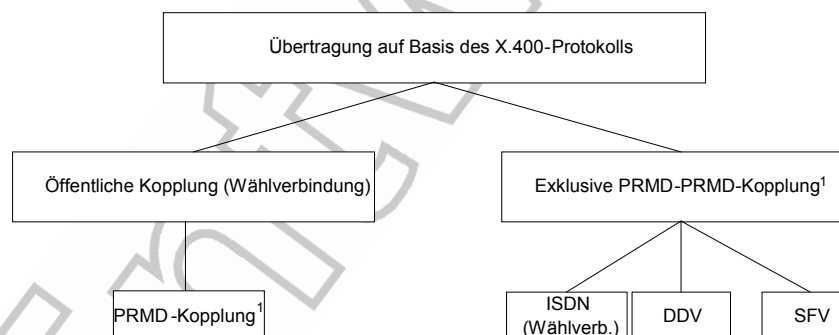 Übertragung auf Basis des X.400-Protokolls
Öffentliche Kopplung (Wählverbindung)
Exklusive PRMD-PRMD-Kopplung¹
PRMD-Kopplung¹
ISDN
(Wählverb.)
DDV
SFV